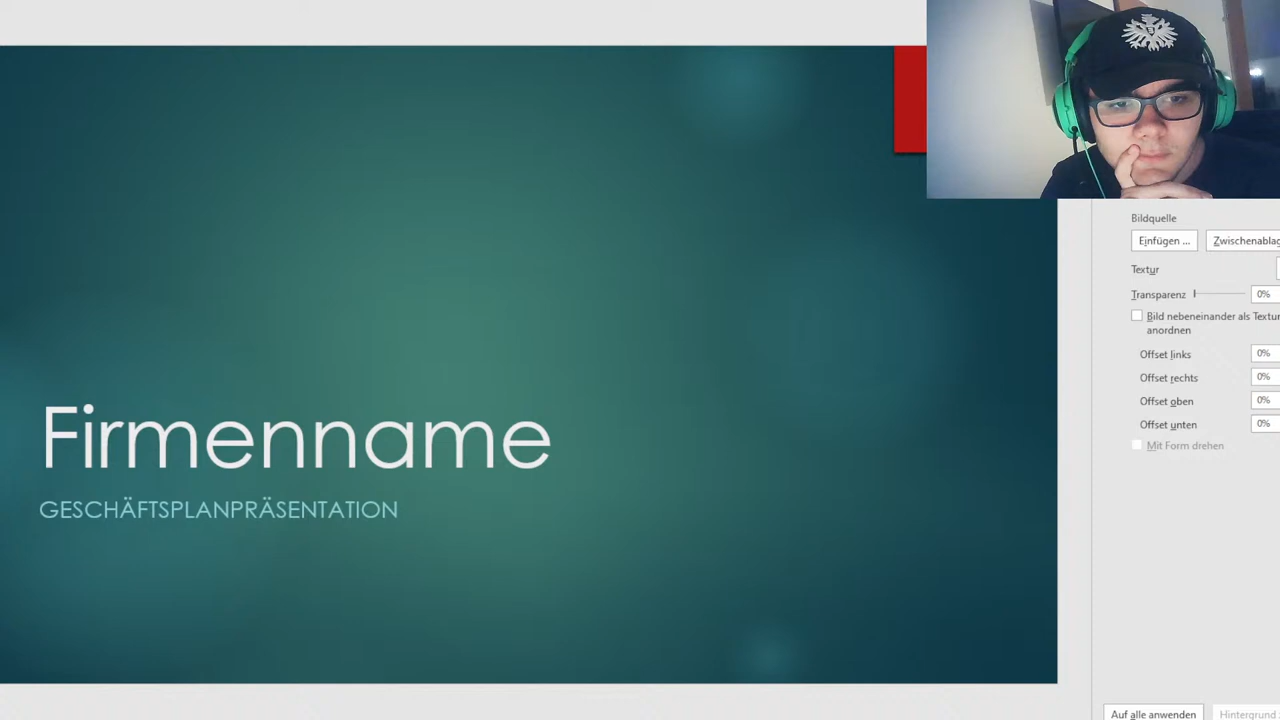 Firmenname
GESCHÄFTSPLANPRÄSENTATION
Bildquelle
Einfügen ...
Textur
Transparenz
0%
Bild nebeneinander als Textur
anordnen
Offset links
0%
Offset rechts
0%
Offset oben
0%
Offset unten
0%
Mit Form drehen
Auf alle anwenden
Hintergrund